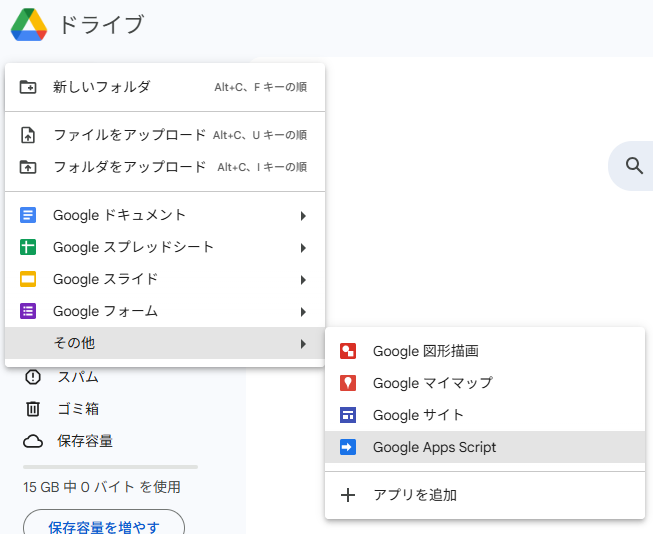 ドライブ
新しいフォルダ Alt+C、F キーの順
ファイルをアップロード Alt+C、U キーの順
フォルダをアップロード Alt+C、I キーの順
Google ドキュメント
Google スプレッドシート
Google スライド
Google フォーム
その他
Google 図形描画
Google マイマップ
Google サイト
Google Apps Script
アプリを追加
スパム
ゴミ箱
保存容量
15 GB 中 0 バイト を使用
保存容量を増やす